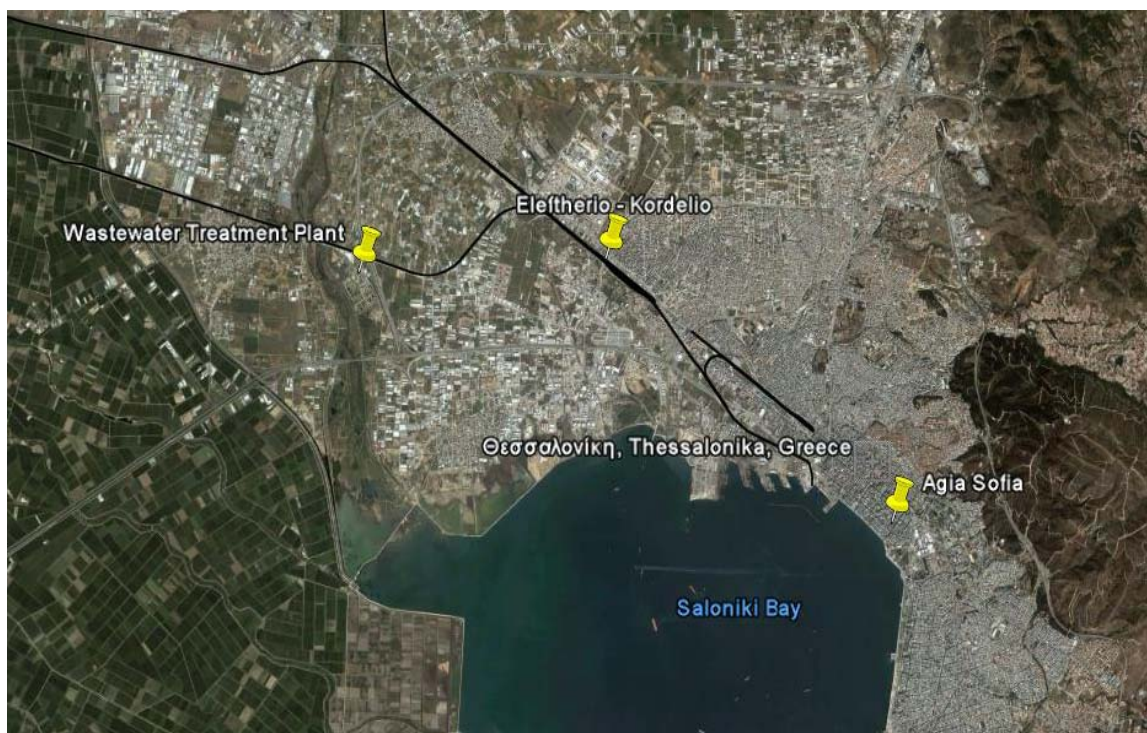 Eleftherio - Kordelio
Wastewater Treatment Plant
Θεσσαλονίκη, Thessalonika, Greece
Agia Sofia
Saloniki Bay